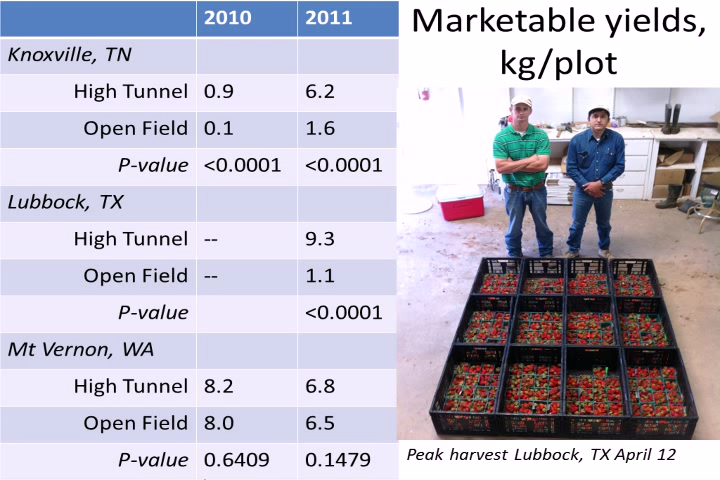 Marketable yields,
kg/plot
2010 2011
Knoxville, TN
High Tunnel 0.9 6.2
Open Field 0.1 1.6
P-value <0.0001 <0.0001
Lubbock, TX
High Tunnel -- 9.3
Open Field -- 1.1
P-value <0.0001
Mt Vernon, WA
High Tunnel 8.2 6.8
Open Field 8.0 6.5
P-value 0.6409 0.1479
Peak harvest Lubbock, TX April 12